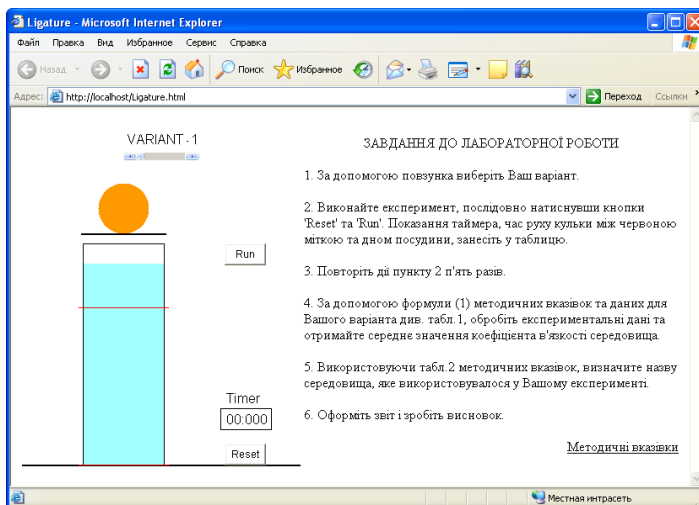 Ligature - Microsoft Internet Explorer
Файл Правка Вид Избранное Сервис Справка
Назад Поиск Избранное
Адрес: http://localhost/Ligature.html Переход Ссылки
VARIANT - 1
Run
Timer
00:000
Reset
ЗАВДАННЯ ДО ЛАБОРАТОРНОЇ РОБОТИ
1. За допомогою повзунка виберіть Ваш варіант.
2. Виконайте експеримент, послідовно натиснувши кнопки
'Reset' та 'Run'. Показання таймера, час руху кульки між червоною
міткою та дном посудини, занесіть у таблицю.
3. Повторіть дії пункту 2 п'ять разів.
4. За допомогою формули (1) методичних вказівок та даних для
Вашого варіанта див. табл.1, обробіть експериментальні дані та
отримайте середнє значення коефіцієнта в'язкості середовища.
5. Використовуючи табл.2 методичних вказівок, визначите назву
середовища, яке використовувалося у Вашому експерименті.
6. Оформіть звіт і зробіть висновок.
Методичні вказівки
Местная интрасеть